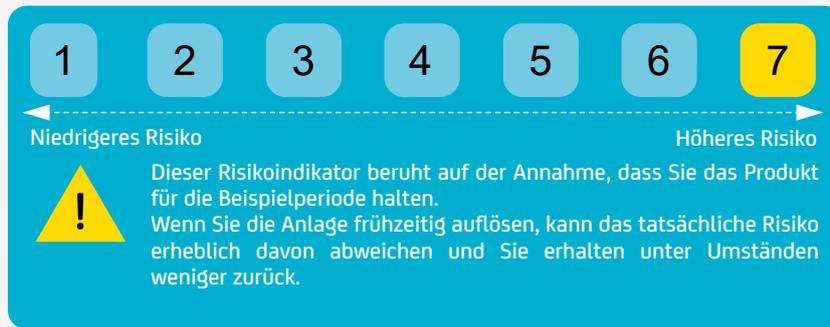 1 2 3 4 5 6 7
Niedrigeres Risiko Höheres Risiko
Dieser Risikoindikator beruht auf der Annahme, dass Sie das Produkt
für die Beispielperiode halten.
!
Wenn Sie die Anlage frühzeitig auflösen, kann das tatsächliche Risiko
erheblich davon abweichen und Sie erhalten unter Umständen
weniger zurück.